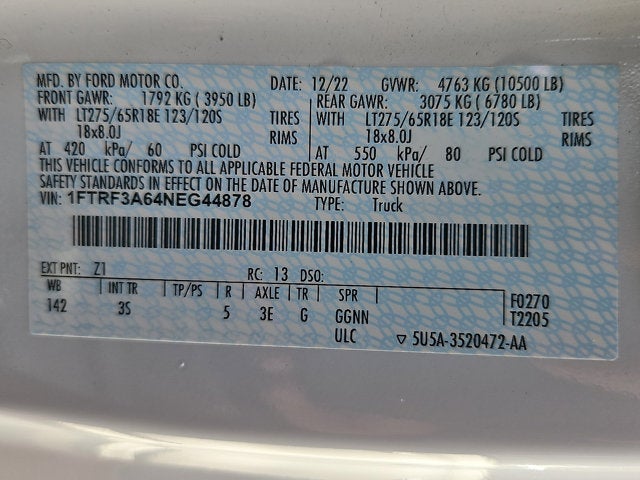 MFD. BY FORD MOTOR CO. DATE: 12/22 GVWR: 4763 KG (10500 LB)
FRONT GAWR: 1792 KG (3950 LB) REAR GAWR: 3075 KG (6780 LB)
WITH LT275/65R18E 123/120S TIRES WITH LT275/65R18E 123/120S TIRES
18x8.0J RIMS 18x8.0J RIMS
AT 420 kPa/ 60 PSI COLD AT 550 kPa/ 80 PSI COLD
THIS VEHICLE CONFORMS TO ALL APPLICABLE FEDERAL MOTOR VEHICLE
SAFETY STANDARDS IN EFFECT ON THE DATE OF MANUFACTURE SHOWN ABOVE.
VIN: 1FTRF3A64NEG44878 TYPE: Truck
EXT PNT: Z1 RC: 13 DSO:
WB INT TR TP/PS R AXLE TR SPR F0270
142 3S 5 3E G GGNN T2205
ULC ▽ 5U5A-3520472-AA